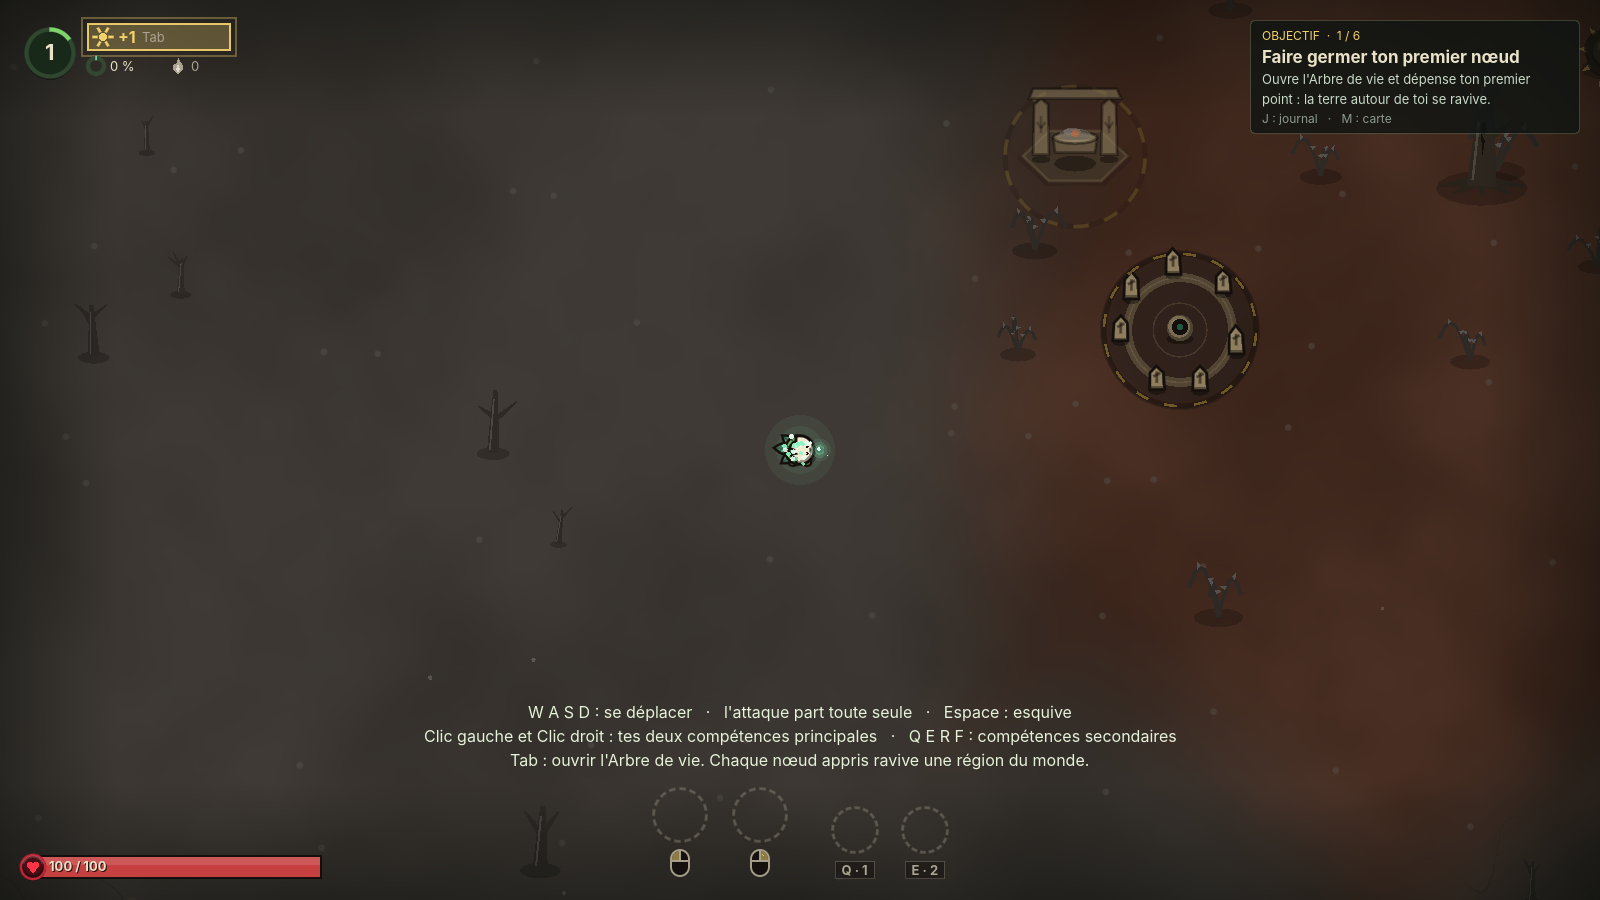 1
+1 Tab
0 %
0
OBJECTIF · 1 / 6
Faire germer ton premier nœud
Ouvre l'Arbre de vie et dépense ton premier
point : la terre autour de toi se ravive.
J : journal · M : carte
W A S D : se déplacer · l'attaque part toute seule · Espace : esquive
Clic gauche et Clic droit : tes deux compétences principales · Q E R F : compétences secondaires
Tab : ouvrir l'Arbre de vie. Chaque nœud appris ravive une région du monde.
100 / 100
Q · 1
E · 2